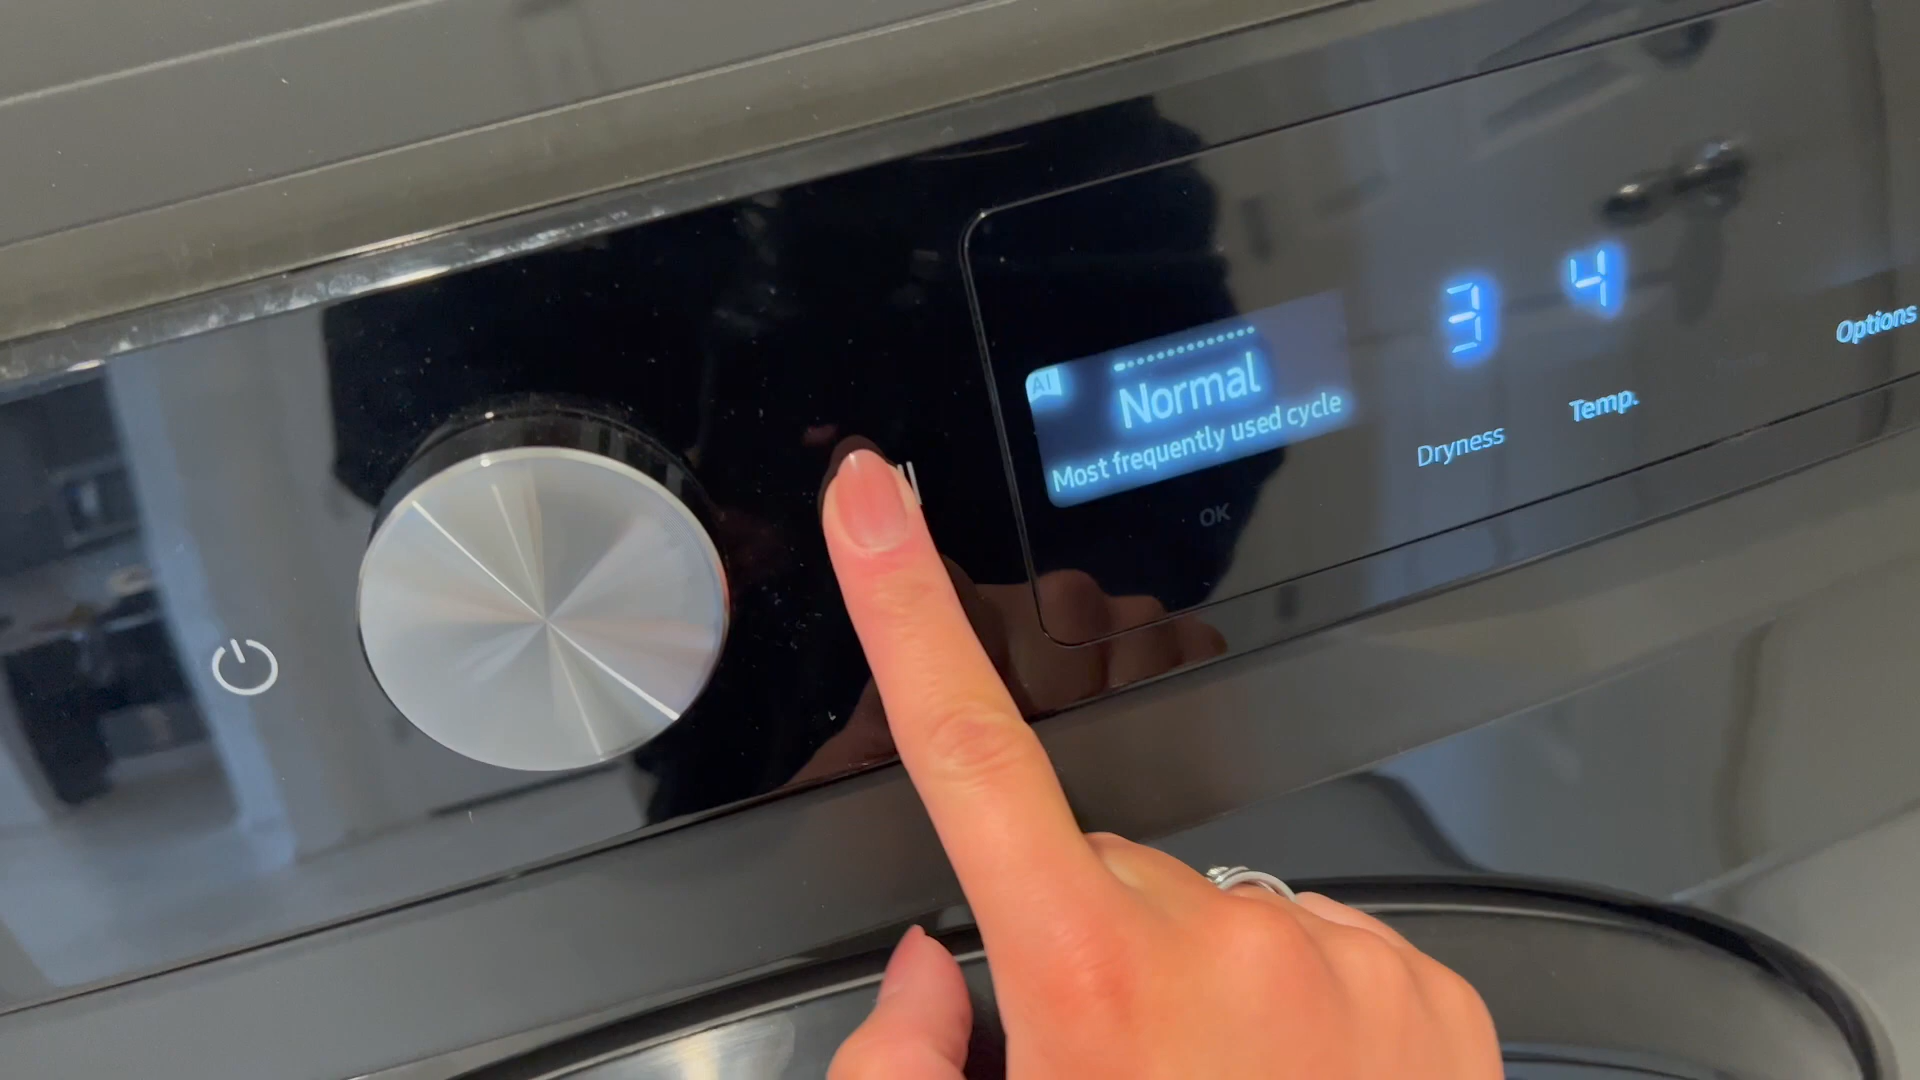 AI
Normal
Most frequently used cycle
OK
3
Dryness
4
Temp.
Options